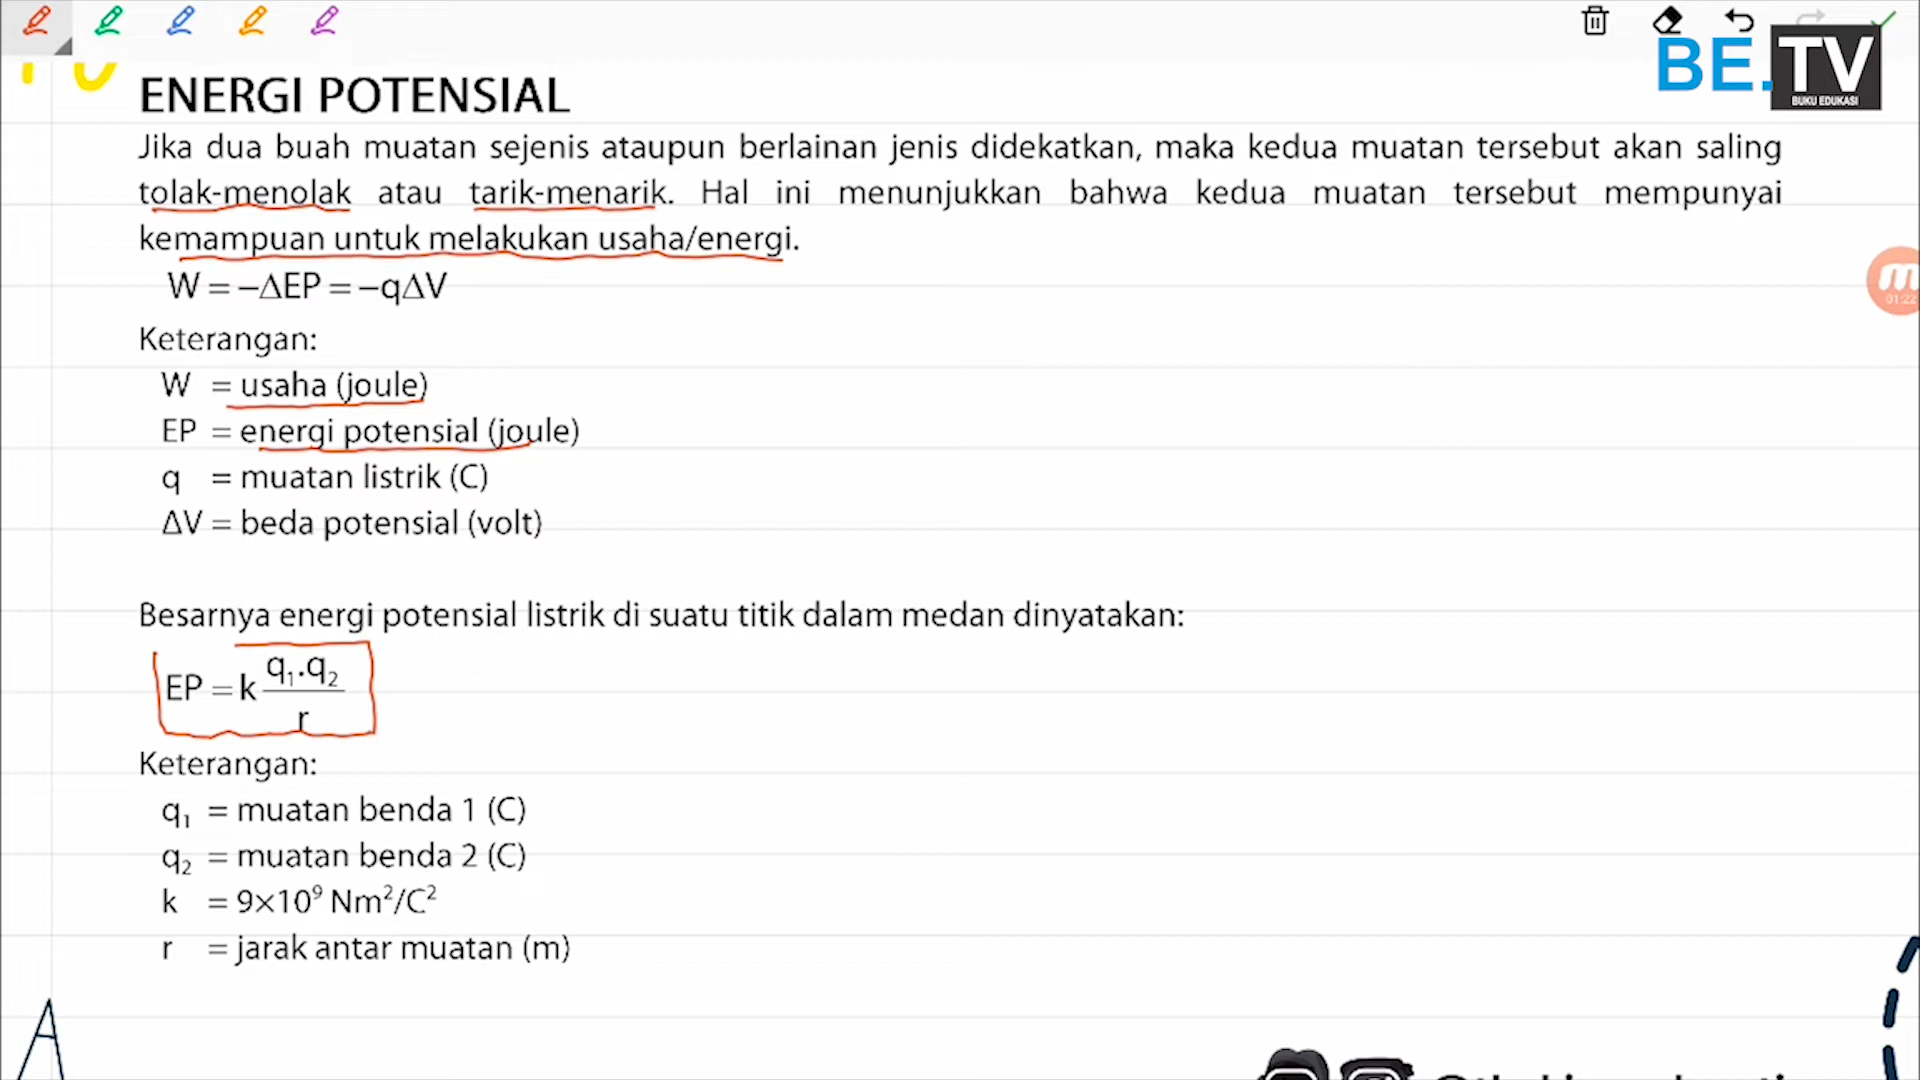 BE.TV
BUKU EDUKASI
ENERGI POTENSIAL
Jika dua buah muatan sejenis ataupun berlainan jenis didekatkan, maka kedua muatan tersebut akan saling
tolak-menolak atau tarik-menarik. Hal ini menunjukkan bahwa kedua muatan tersebut mempunyai
kemampuan untuk melakukan usaha/energi.
W = −ΔEP = −qΔV
01:22
Keterangan:
W = usaha (joule)
EP = energi potensial (joule)
q = muatan listrik (C)
ΔV = beda potensial (volt)
Besarnya energi potensial listrik di suatu titik dalam medan dinyatakan:
EP = k q₁.q₂ / r
Keterangan:
q₁ = muatan benda 1 (C)
q₂ = muatan benda 2 (C)
k = 9×10⁹ Nm²/C²
r = jarak antar muatan (m)
A